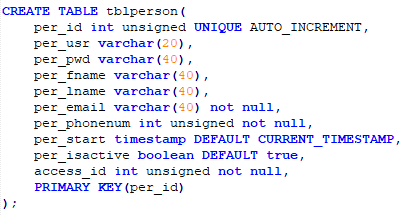 CREATE TABLE tblperson(
    per_id int unsigned UNIQUE AUTO_INCREMENT,
    per_usr varchar(20),
    per_pwd varchar(40),
    per_fname varchar(40),
    per_lname varchar(40),
    per_email varchar(40) not null,
    per_phonenum int unsigned not null,
    per_start timestamp DEFAULT CURRENT_TIMESTAMP,
    per_isactive boolean DEFAULT true,
    access_id int unsigned not null,
    PRIMARY KEY(per_id)
);